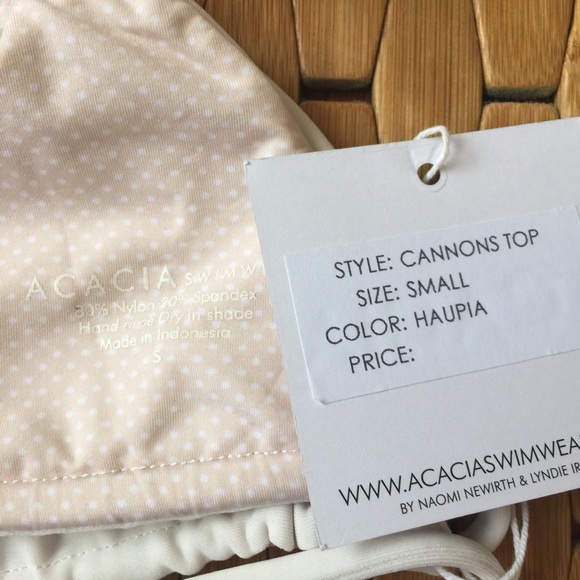 ACACIA SWIMW
80% Nylon 20% Spandex
Hand rinse Dry in shade
Made in Indonesia
S
STYLE: CANNONS TOP
SIZE: SMALL
COLOR: HAUPIA
PRICE:
WWW.ACACIASWIMWEA
BY NAOMI NEWIRTH & LYNDIE IR